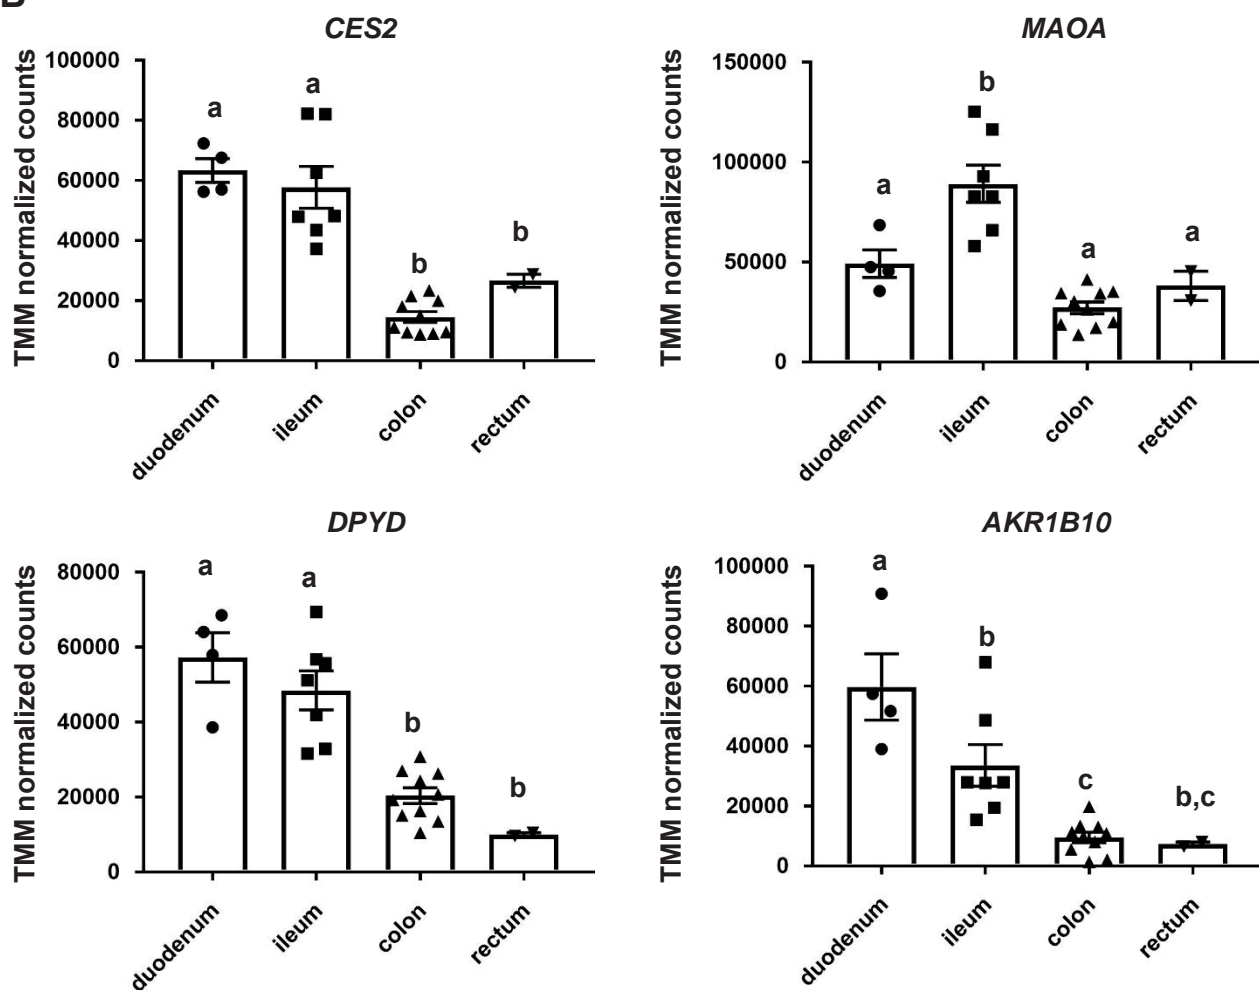 B
CES2
TMM normalized counts
100000
80000
60000
40000
20000
0
a
a
b
b
duodenum
ileum
colon
rectum
MAOA
TMM normalized counts
150000
100000
50000
0
a
b
a
a
duodenum
ileum
colon
rectum
DPYD
TMM normalized counts
80000
60000
40000
20000
0
a
a
b
b
duodenum
ileum
colon
rectum
AKR1B10
TMM normalized counts
100000
80000
60000
40000
20000
0
a
b
c
b,c
duodenum
ileum
colon
rectum